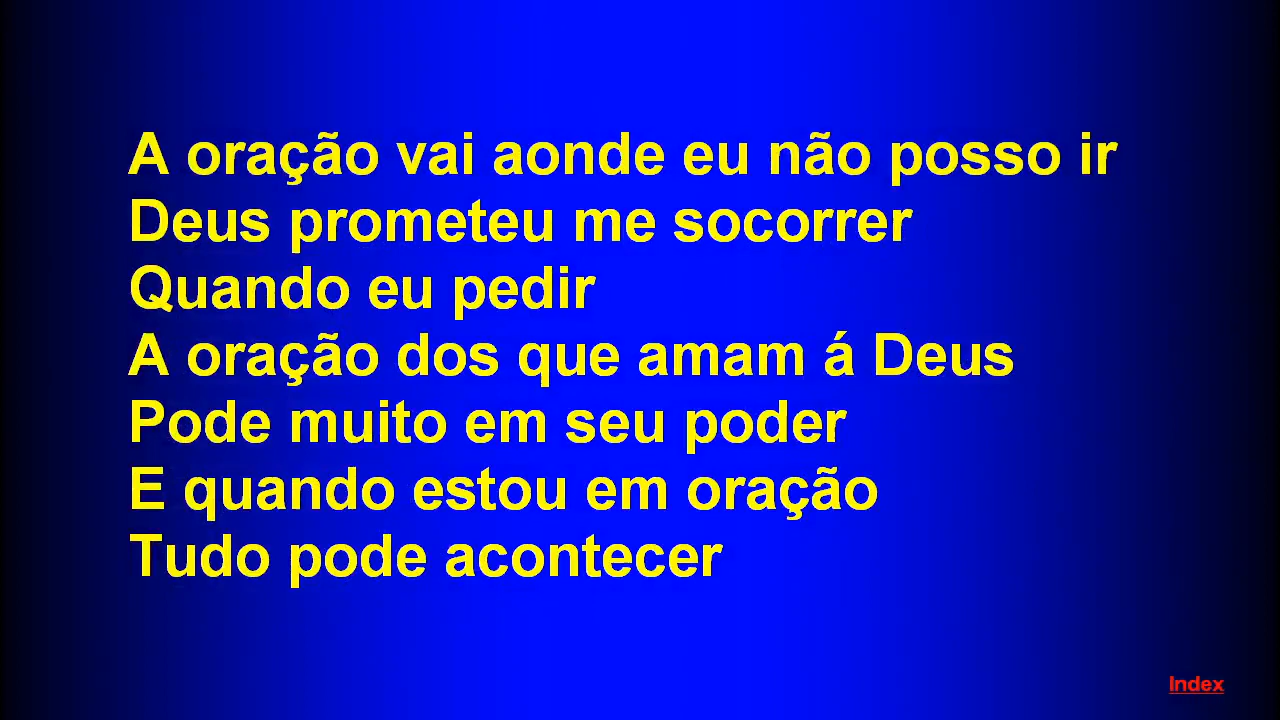 A oração vai aonde eu não posso ir
Deus prometeu me socorrer
Quando eu pedir
A oração dos que amam á Deus
Pode muito em seu poder
E quando estou em oração
Tudo pode acontecer
Index